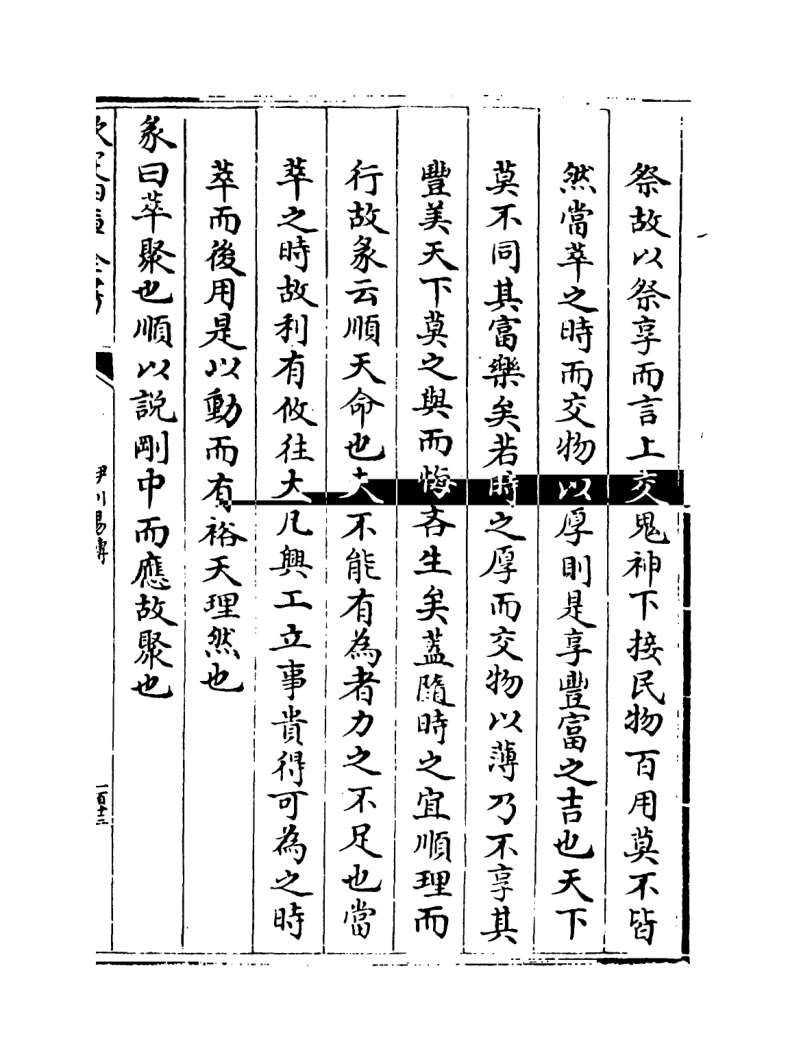 祭故以祭享而言上交鬼神下接民物百用莫不皆
然當萃之時而交物以厚則是享豐富之吉也天下
莫不同其富樂矣若時之厚而交物以薄乃不享其
豐美天下莫之與而悔吝生矣蓋隨時之宜順理而
行故彖云順天命也夫不能有為者力之不足也當
萃之時故利有攸往大凡興工立事貴得可為之時
萃而後用是以動而有裕天理然也
彖曰萃聚也順以説剛中而應故聚也
伊川易傳
一百十三